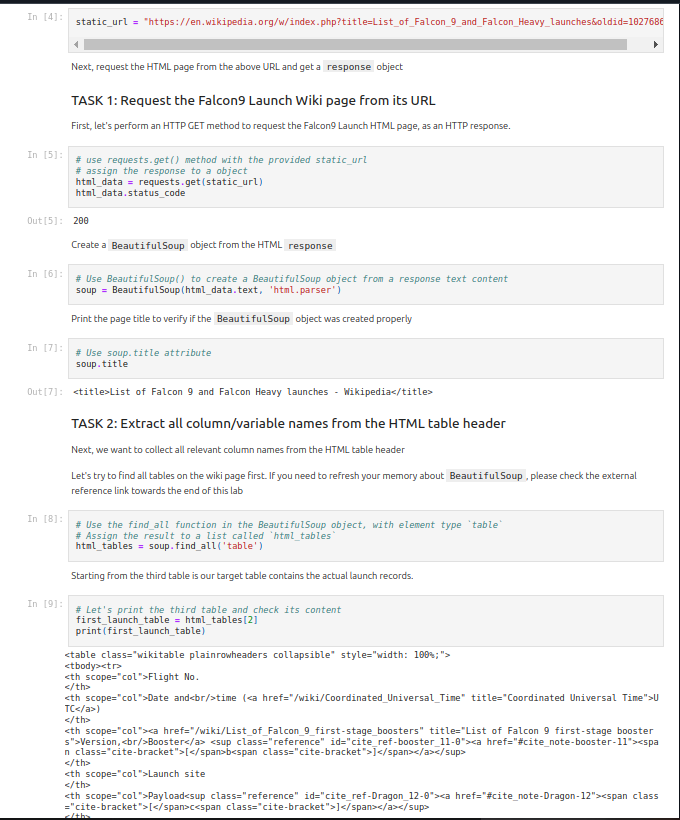 In [4]:
static_url = "https://en.wikipedia.org/w/index.php?title=List_of_Falcon_9_and_Falcon_Heavy_launches&oldid=1027686
Next, request the HTML page from the above URL and get a response object
TASK 1: Request the Falcon9 Launch Wiki page from its URL
First, let's perform an HTTP GET method to request the Falcon9 Launch HTML page, as an HTTP response.
In [5]:
# use requests.get() method with the provided static_url
# assign the response to a object
html_data = requests.get(static_url)
html_data.status_code
Out[5]: 200
Create a BeautifulSoup object from the HTML response
In [6]:
# Use BeautifulSoup() to create a BeautifulSoup object from a response text content
soup = BeautifulSoup(html_data.text, 'html.parser')
Print the page title to verify if the BeautifulSoup object was created properly
In [7]:
# Use soup.title attribute
soup.title
Out[7]: <title>List of Falcon 9 and Falcon Heavy launches - Wikipedia</title>
TASK 2: Extract all column/variable names from the HTML table header
Next, we want to collect all relevant column names from the HTML table header
Let's try to find all tables on the wiki page first. If you need to refresh your memory about BeautifulSoup, please check the external
reference link towards the end of this lab
In [8]:
# Use the find_all function in the BeautifulSoup object, with element type `table`
# Assign the result to a list called `html_tables`
html_tables = soup.find_all('table')
Starting from the third table is our target table contains the actual launch records.
In [9]:
# Let's print the third table and check its content
first_launch_table = html_tables[2]
print(first_launch_table)
<table class="wikitable plainrowheaders collapsible" style="width: 100%;">
<tbody><tr>
<th scope="col">Flight No.
</th>
<th scope="col">Date and<br/>time (<a href="/wiki/Coordinated_Universal_Time" title="Coordinated Universal Time">U
TC</a>)
</th>
<th scope="col"><a href="/wiki/List_of_Falcon_9_first-stage_boosters" title="List of Falcon 9 first-stage booster
s">Version,<br/>Booster</a> <sup class="reference" id="cite_ref-booster_11-0"><a href="#cite_note-booster-11"><spa
n class="cite-bracket">[</span>b<span class="cite-bracket">]</span></a></sup>
</th>
<th scope="col">Launch site
</th>
<th scope="col">Payload<sup class="reference" id="cite_ref-Dragon_12-0"><a href="#cite_note-Dragon-12"><span class
="cite-bracket">[</span>c<span class="cite-bracket">]</span></a></sup>
</th>